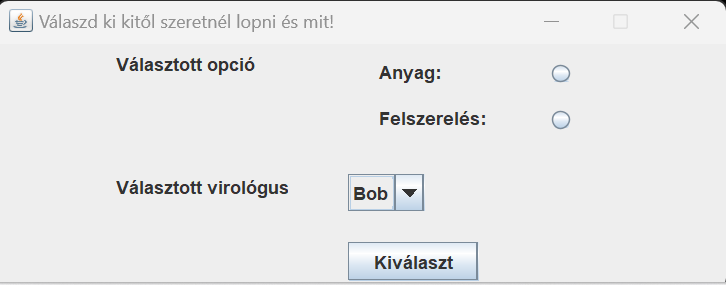 Válaszd ki kitől szeretnél lopni és mit!
Választott opció
Anyag:
Felszerelés:
Választott virológus
Bob
Kiválaszt